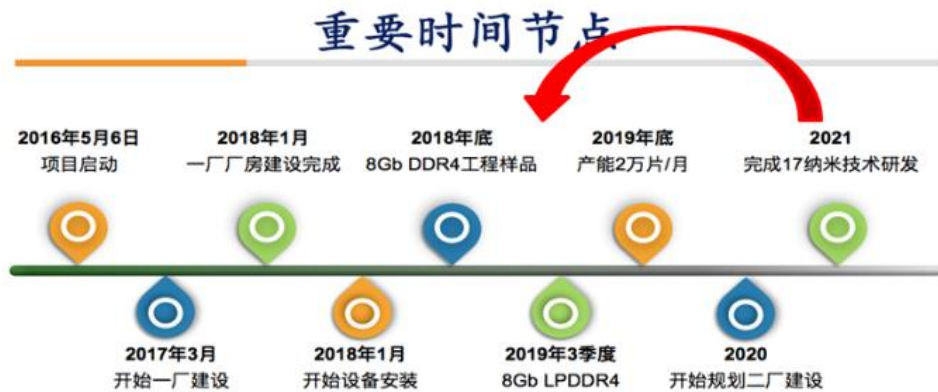 重要时间节点
2016年5月6日
项目启动
2018年1月
一厂厂房建设完成
2018年底
8Gb DDR4工程样品
2019年底
产能2万片/月
2021
完成17纳米技术研发
2017年3月
开始一厂建设
2018年1月
开始设备安装
2019年3季度
8Gb LPDDR4
2020
开始规划二厂建设